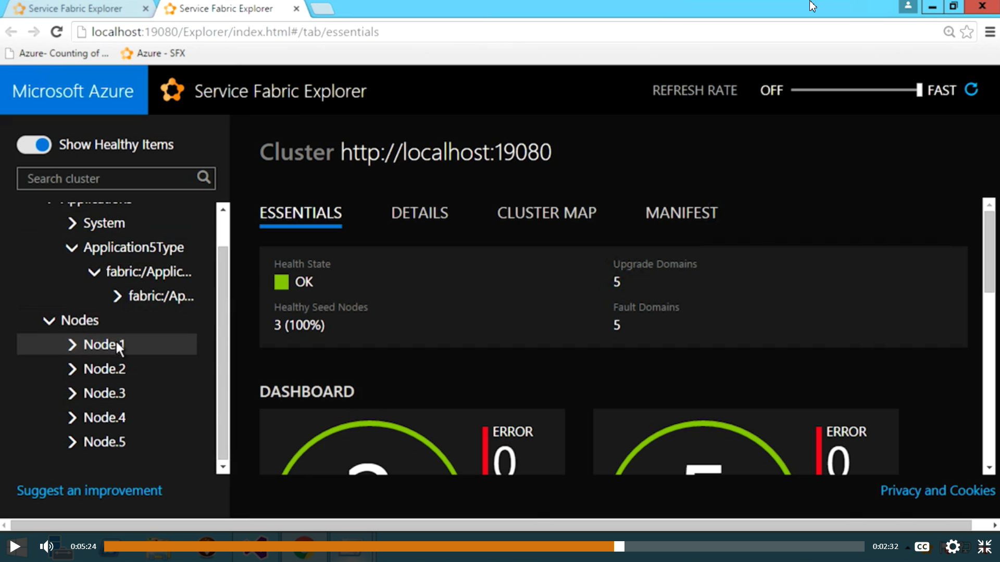 Service Fabric Explorer
Service Fabric Explorer
localhost:19080/Explorer/index.html#/tab/essentials
Azure- Counting of ...
Azure - SFX
Microsoft Azure
Service Fabric Explorer
REFRESH RATE OFF FAST
Show Healthy Items
Search cluster
System
Application5Type
fabric:/Applic...
fabric:/Ap...
Nodes
Node.1
Node.2
Node.3
Node.4
Node.5
Suggest an improvement
Cluster http://localhost:19080
ESSENTIALS DETAILS CLUSTER MAP MANIFEST
Health State
OK
Healthy Seed Nodes
3 (100%)
Upgrade Domains
5
Fault Domains
5
DASHBOARD
ERROR
0
ERROR
0
Privacy and Cookies
0:05:24
0:02:32
CC